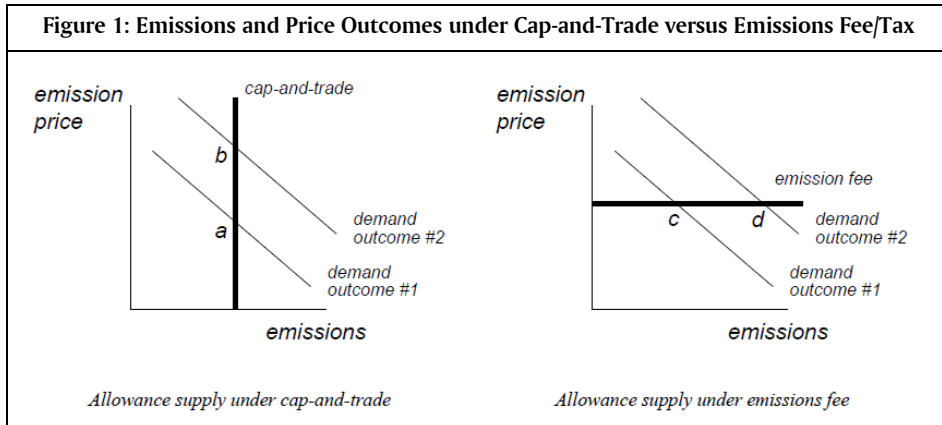 Figure 1: Emissions and Price Outcomes under Cap-and-Trade versus Emissions Fee/Tax
emission
price
cap-and-trade
b
a
demand
outcome #2
demand
outcome #1
emissions
Allowance supply under cap-and-trade
emission
price
emission fee
c
d
demand
outcome #2
demand
outcome #1
emissions
Allowance supply under emissions fee